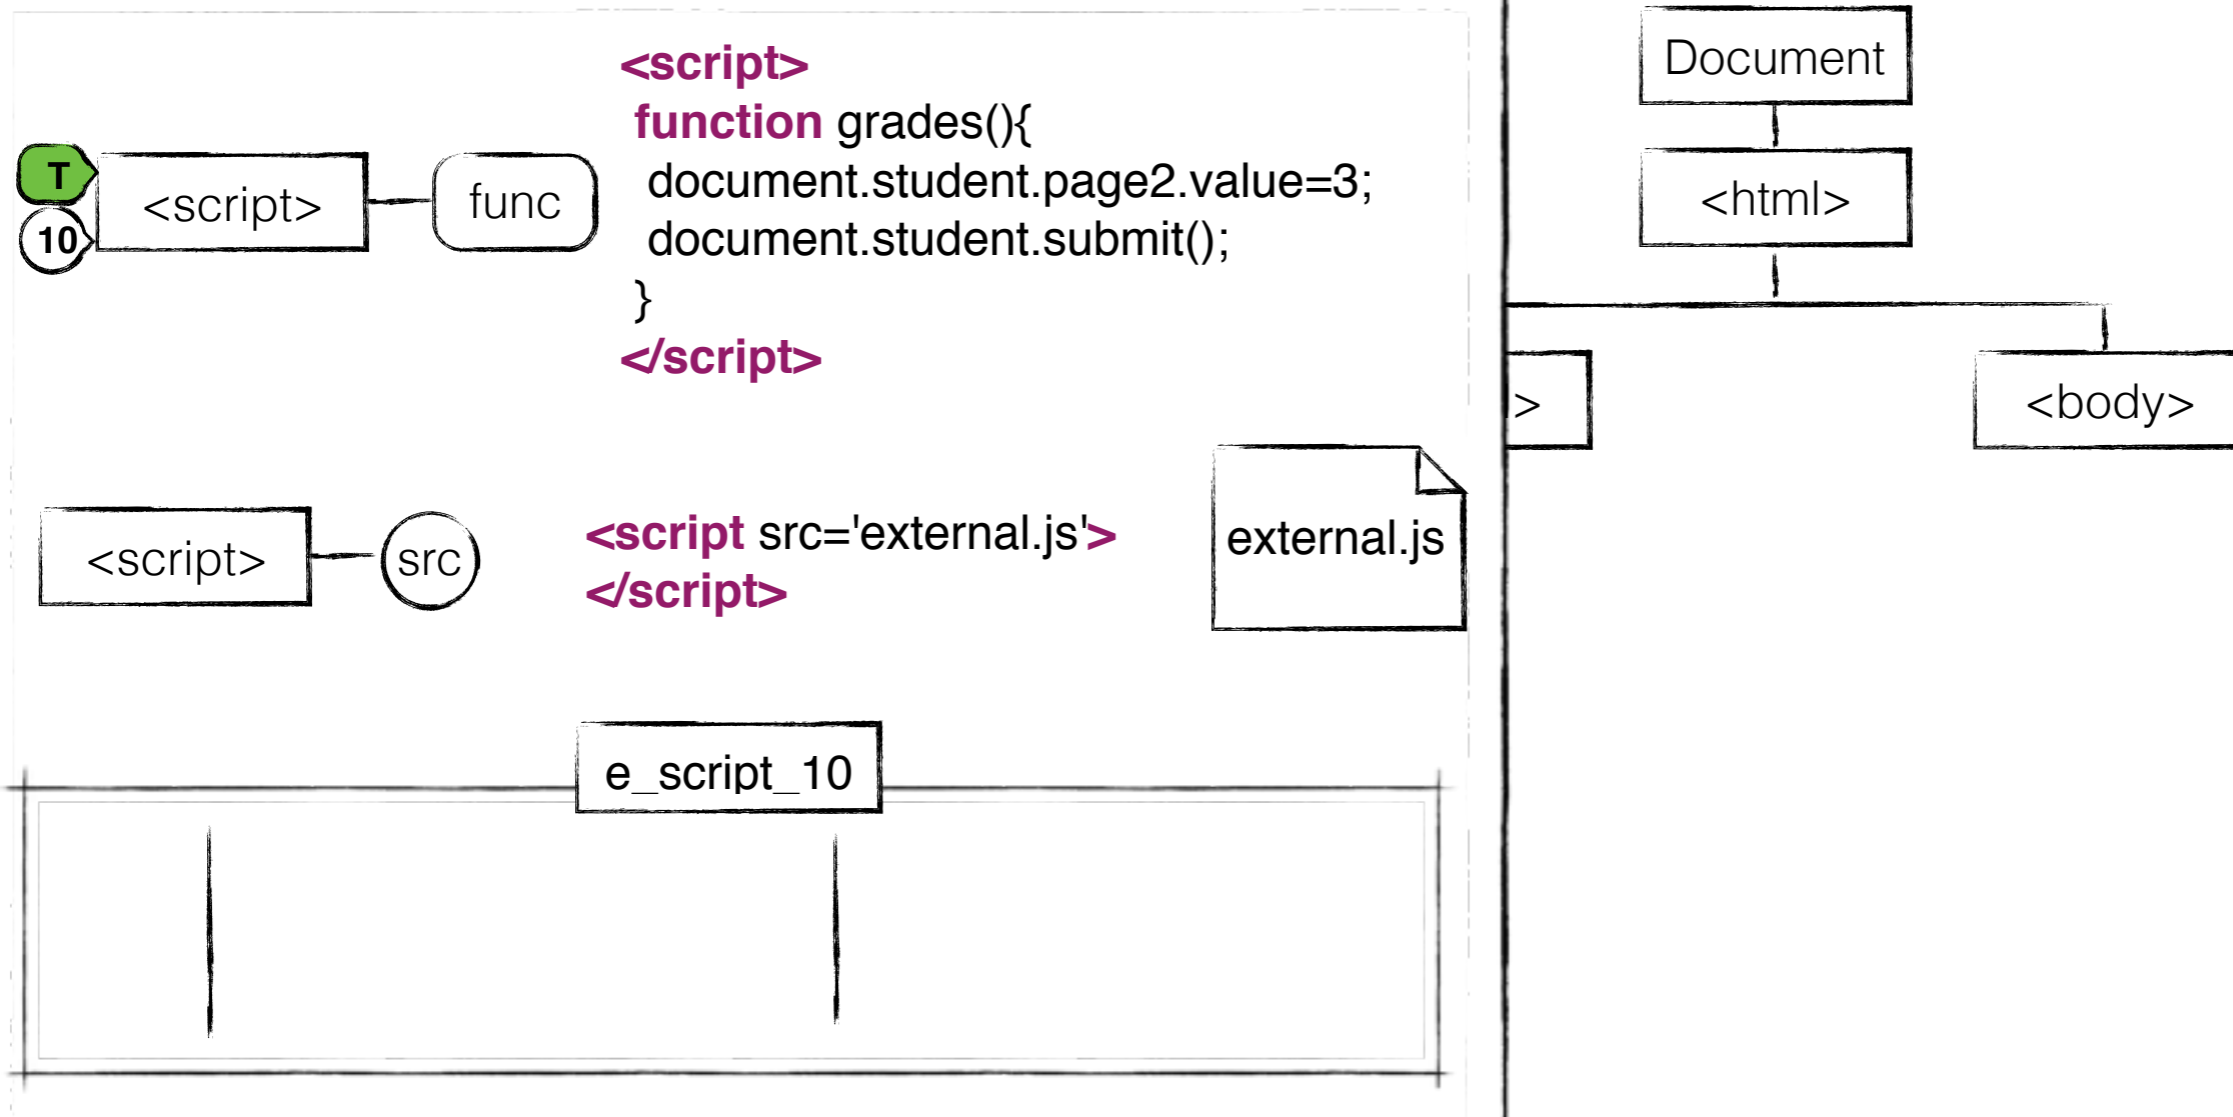 <script>
function grades(){
document.student.page2.value=3;
document.student.submit();
}
</script>
T
10
<script>
func
<script>
src
<script src='external.js'>
</script>
external.js
e_script_10
Document
<html>
>
<body>